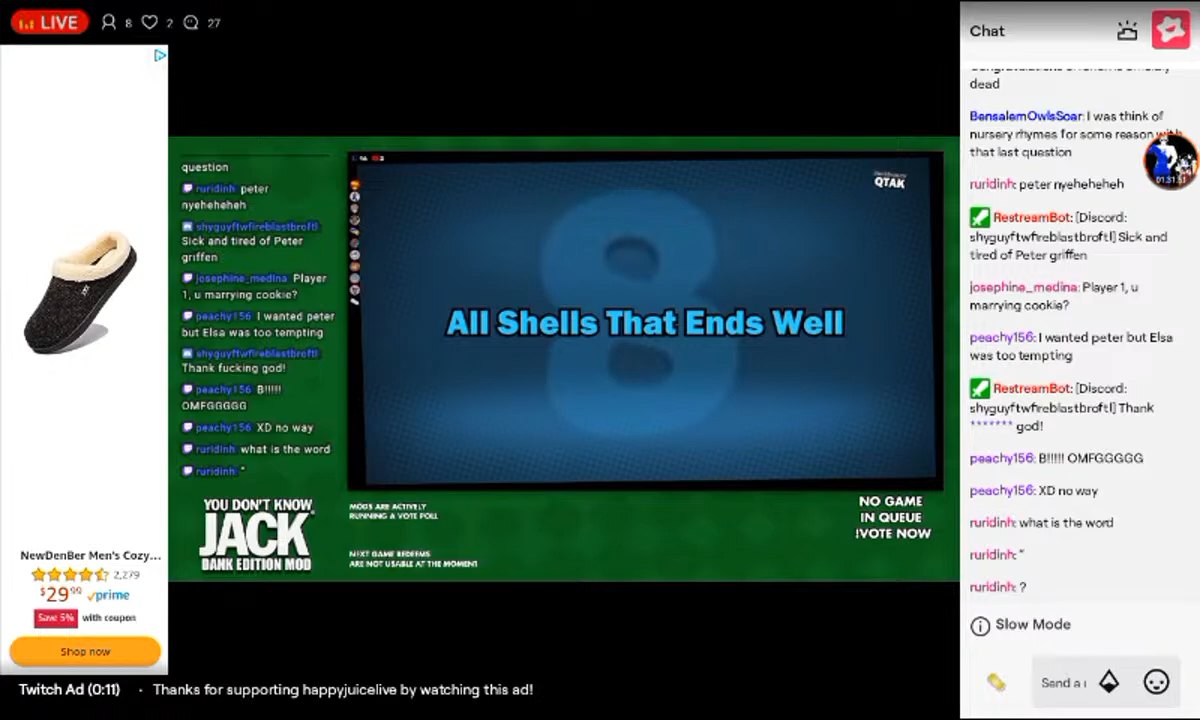 LIVE 8 2 27
question
ruridinh peter
nyeheheheh
shyguyftwfireblastbroftl
Sick and tired of Peter
griffen
josephine_medina Player
1, u marrying cookie?
peachy156 I wanted peter
but Elsa was too tempting
shyguyftwfireblastbroftl
Thank fucking god!
peachy156 B!!!!!
OMFGGGGG
peachy156 XD no way
ruridinh what is the word
ruridinh "
QTAK
8
All Shells That Ends Well
YOU DON'T KNOW
JACK
DANK EDITION MOD
MODS ARE ACTIVELY
RUNNING A VOTE POLL
NEXT GAME REDEEMS
ARE NOT USABLE AT THE MOMENT
NO GAME
IN QUEUE
!VOTE NOW
NewDenBer Men's Cozy...
2,279
$29.99 prime
Save 5% with coupon
Shop now
Twitch Ad (0:11) · Thanks for supporting happyjuicelive by watching this ad!
Chat
dead
BensalemOwlsSoar: I was think of
nursery rhymes for some reason with
that last question
01:31:51
ruridinh: peter nyeheheheh
RestreamBot: [Discord:
shyguyftwfireblastbroftl] Sick and
tired of Peter griffen
josephine_medina: Player 1, u
marrying cookie?
peachy156: I wanted peter but Elsa
was too tempting
RestreamBot: [Discord:
shyguyftwfireblastbroftl] Thank
******* god!
peachy156: B!!!!! OMFGGGGG
peachy156: XD no way
ruridinh: what is the word
ruridinh: "
ruridinh: ?
Slow Mode
Send a